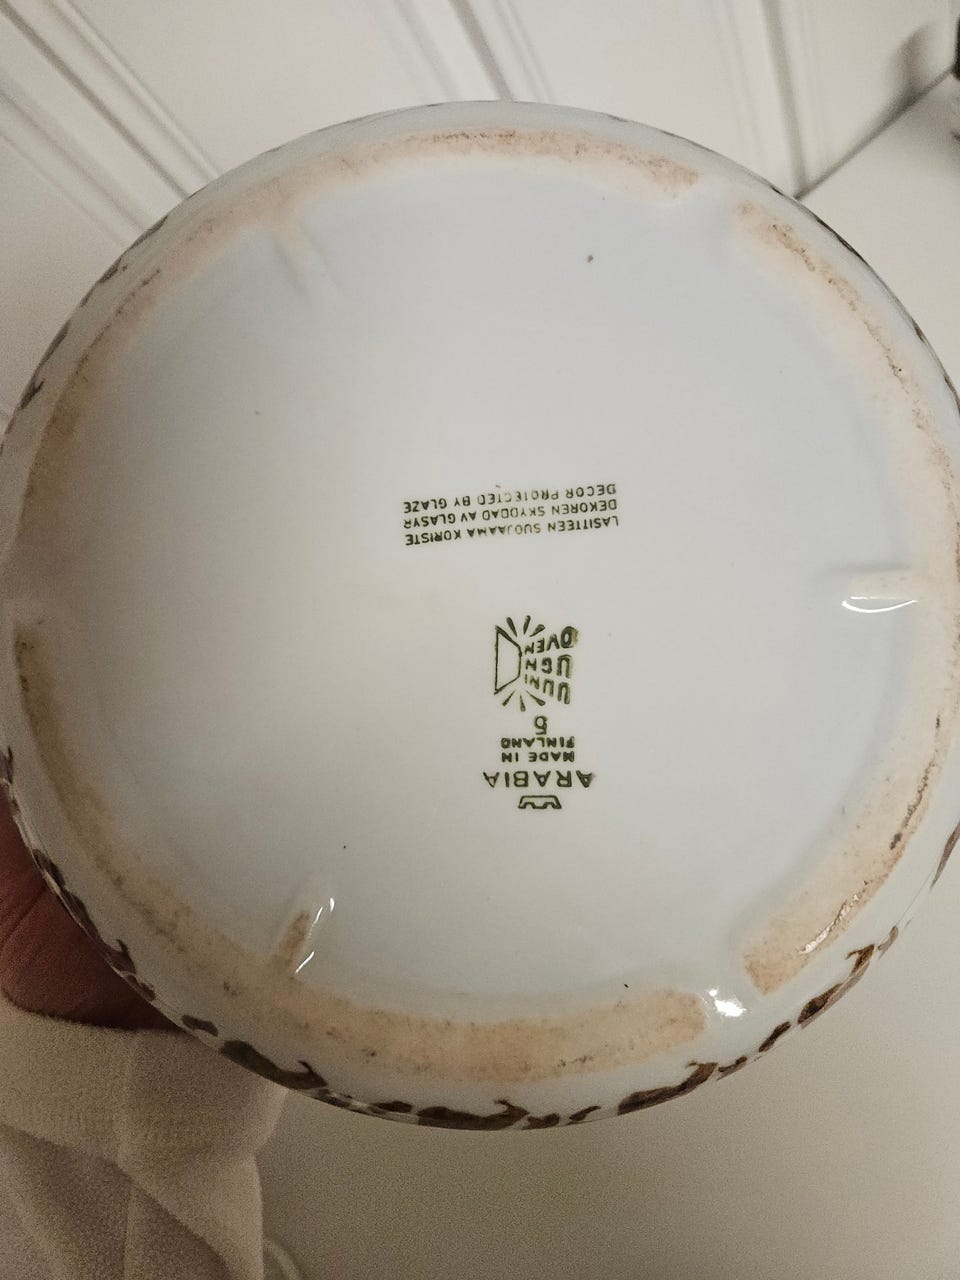 ARABIA
MADE IN
FINLAND
5
UUNI
UGN
OVEN
LASITTEEN SUOJAAMA KORISTE
DEKOREN SKYDDAD AV GLASYR
DECOR PROTECTED BY GLAZE